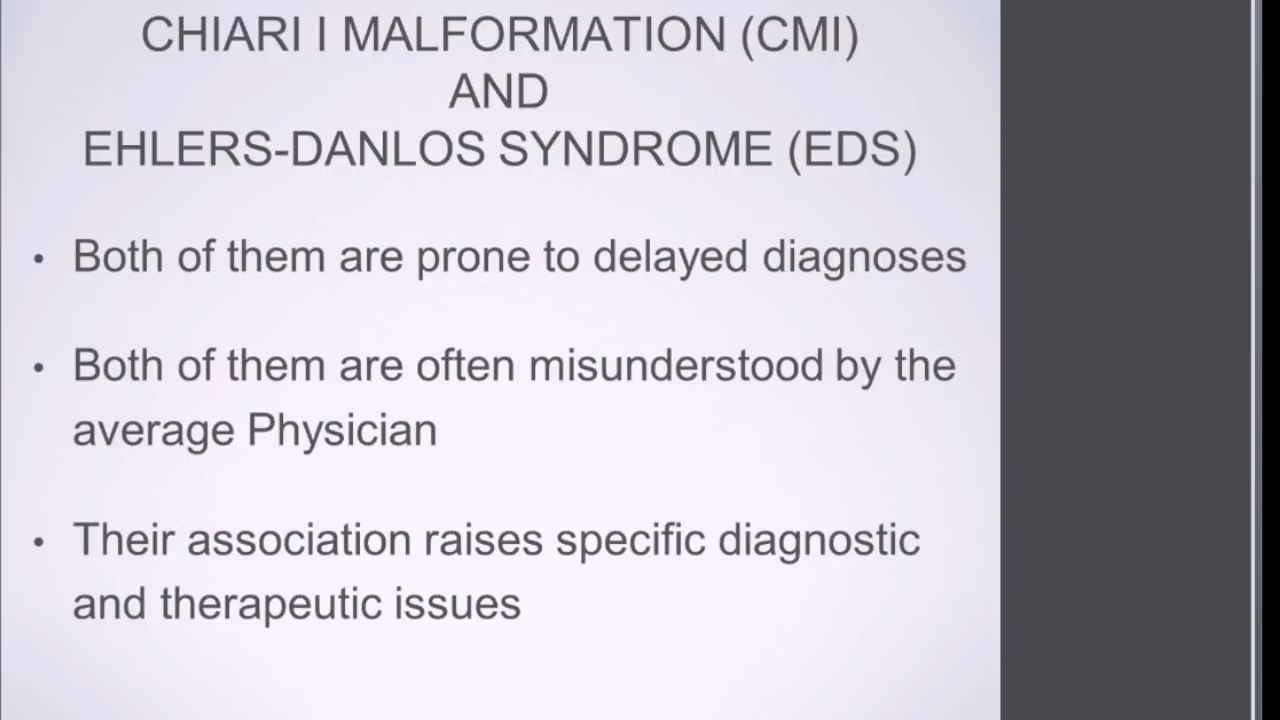 CHIARI I MALFORMATION (CMI)
AND
EHLERS-DANLOS SYNDROME (EDS)
• Both of them are prone to delayed diagnoses
• Both of them are often misunderstood by the
average Physician
• Their association raises specific diagnostic
and therapeutic issues